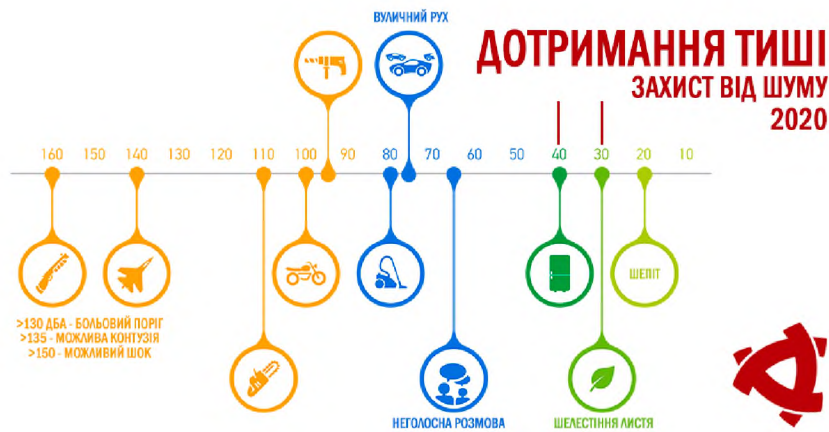 ВУЛИЧНИЙ РУХ
ДОТРИМАННЯ ТИШІ
ЗАХИСТ ВІД ШУМУ
2020
160 150 140 130 120 110 100 90 80 70 60 50 40 30 20 10
ШЕПІТ
>130 ДБА - БОЛЬОВИЙ ПОРІГ
>135 - МОЖЛИВА КОНТУЗІЯ
>150 - МОЖЛИВИЙ ШОК
НЕГОЛОСНА РОЗМОВА
ШЕЛЕСТІННЯ ЛИСТЯ